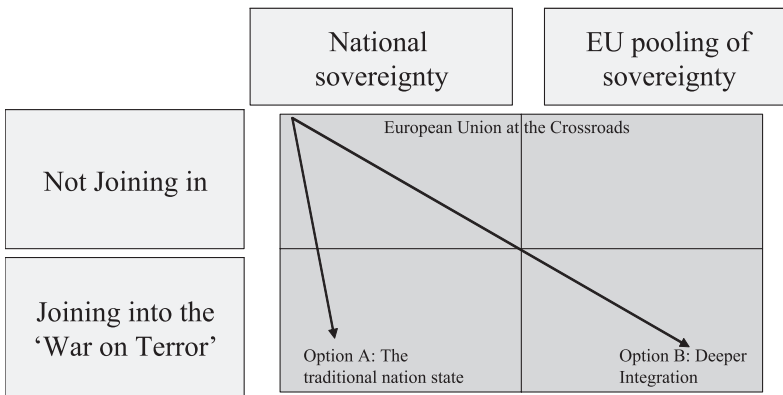 National
sovereignty
EU pooling of
sovereignty
European Union at the Crossroads
Not Joining in
Joining into the
‘War on Terror’
Option A: The
traditional nation state
Option B: Deeper
Integration